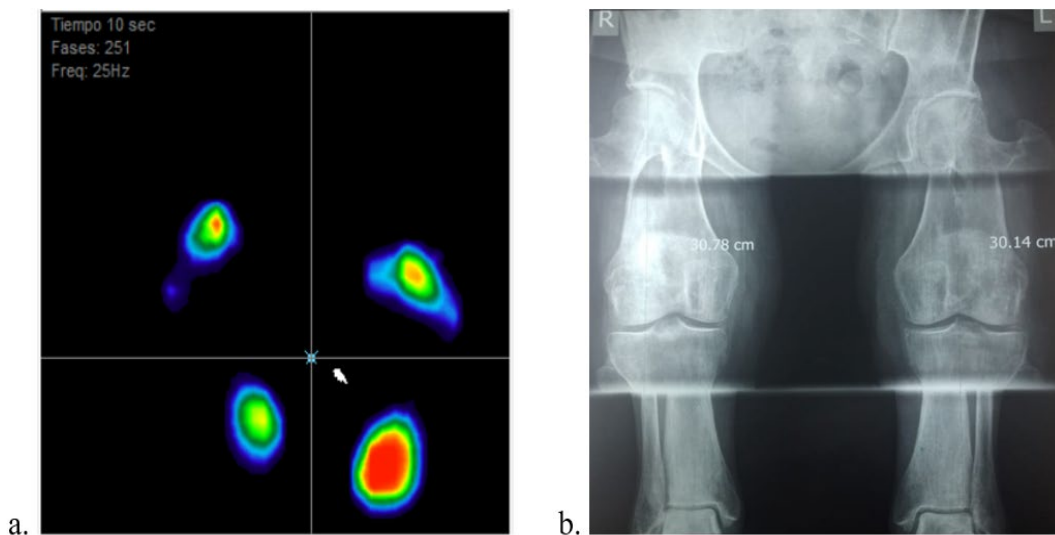 Tiempo 10 sec
Fases: 251
Freq: 25Hz
R
L
30.78 cm
30.14 cm
a.
b.